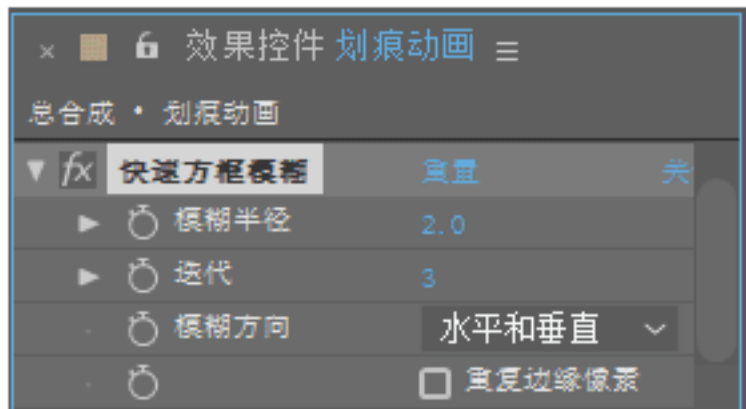 效果控件 划痕动画
总合成 • 划痕动画
fx 快速方框模糊 重置 关
模糊半径 2.0
迭代 3
模糊方向 水平和垂直
重复边缘像素